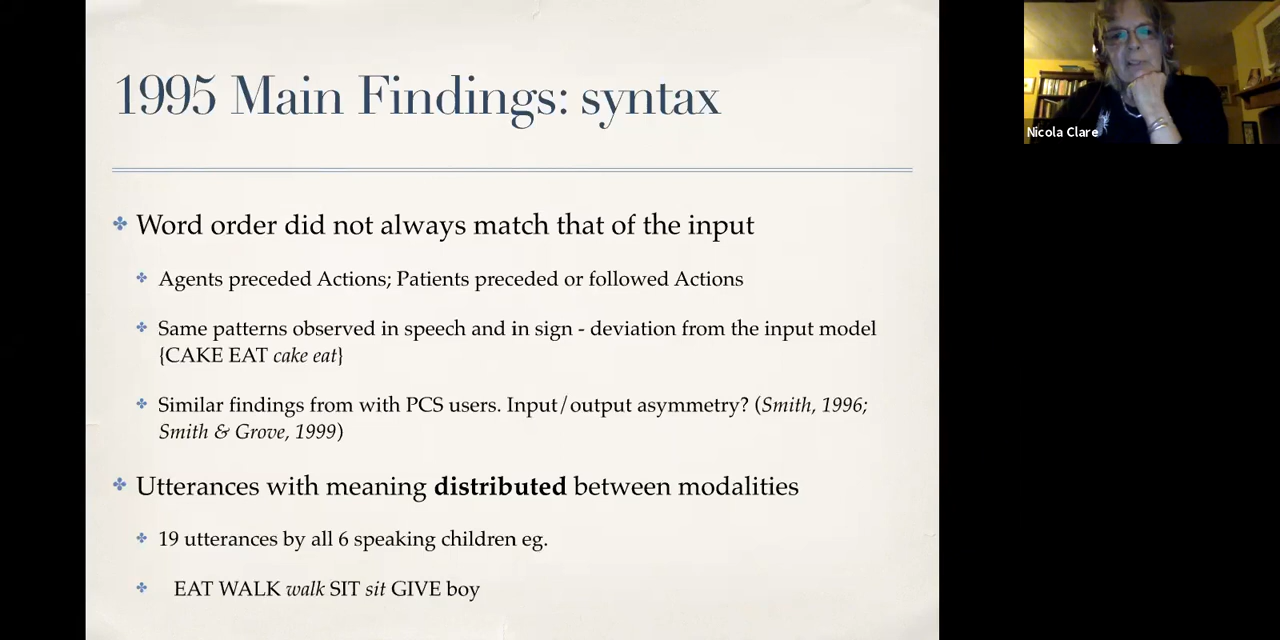 1995 Main Findings: syntax
Word order did not always match that of the input
Agents preceded Actions; Patients preceded or followed Actions
Same patterns observed in speech and in sign - deviation from the input model
{CAKE EAT cake eat}
Similar findings from with PCS users. Input/output asymmetry? (Smith, 1996;
Smith & Grove, 1999)
Utterances with meaning distributed between modalities
19 utterances by all 6 speaking children eg.
EAT WALK walk SIT sit GIVE boy
Nicola Clare